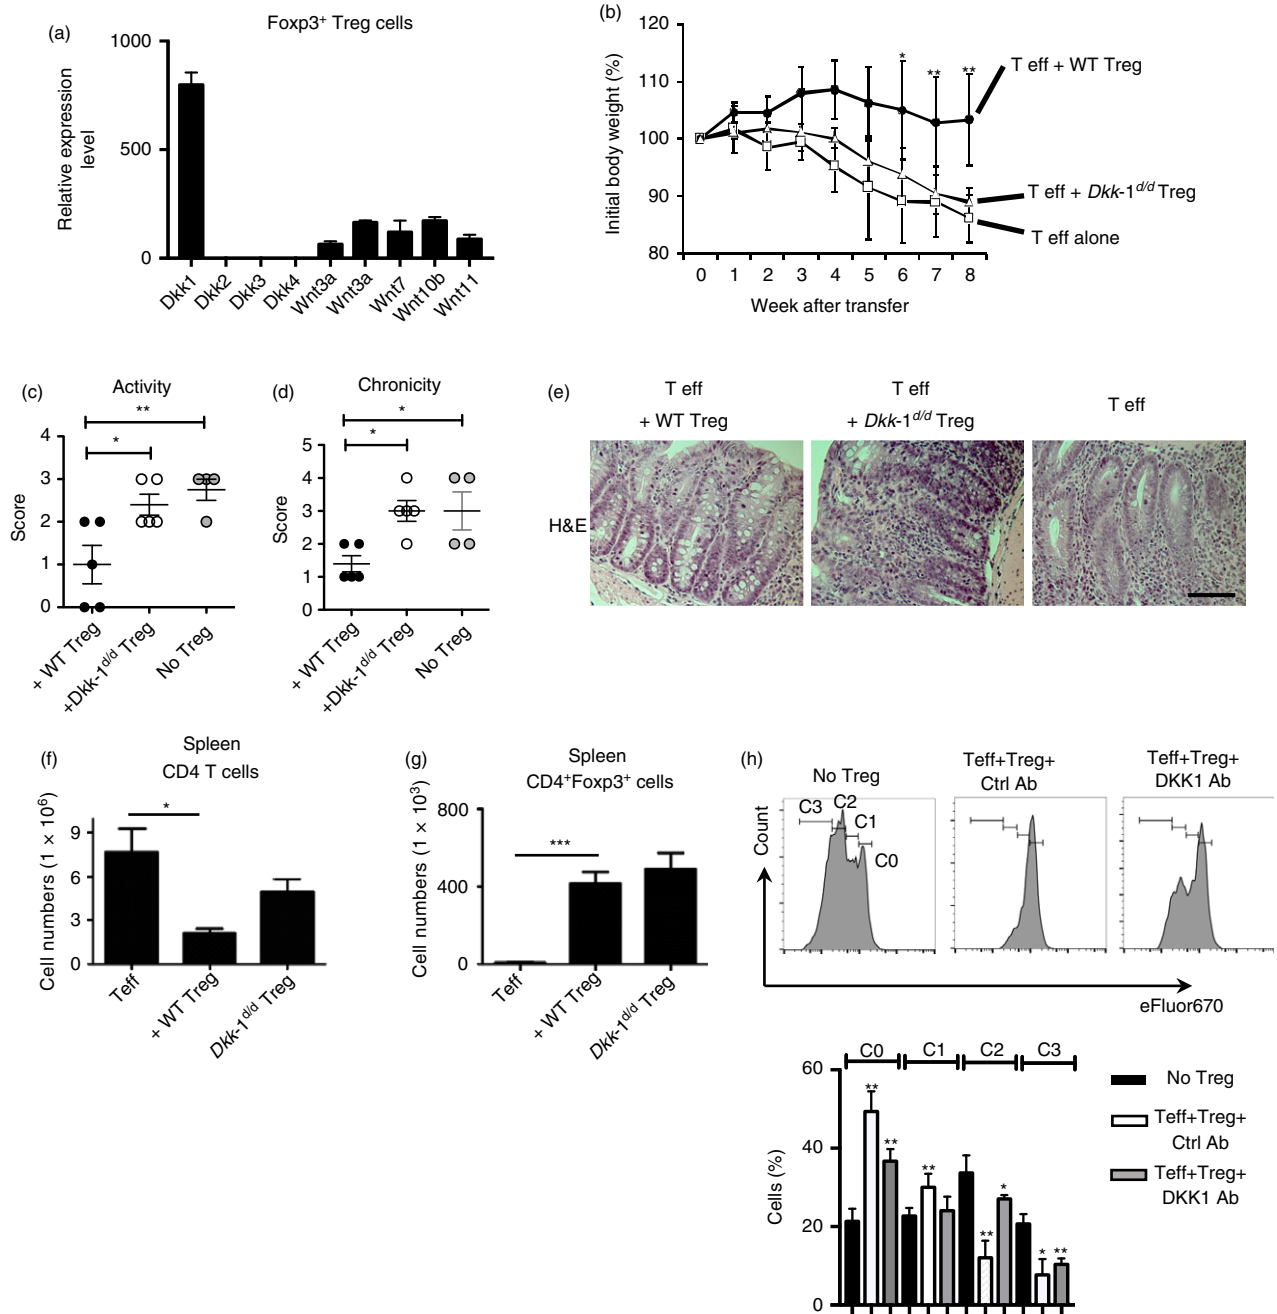 (a)
Foxp3+ Treg cells
Relative expression
level
1000
500
0
Dkk1
Dkk2
Dkk3
Dkk4
Wnt3a
Wnt3a
Wnt7
Wnt10b
Wnt11
(b)
Initial body weight (%)
120
110
100
90
80
*
**
**
T eff + WT Treg
T eff + Dkk-1d/d Treg
T eff alone
0 1 2 3 4 5 6 7 8
Week after transfer
(c)
Activity
**
*
Score
4
3
2
1
0
+ WT Treg
+Dkk-1d/d Treg
No Treg
(d)
Chronicity
*
*
Score
5
4
3
2
1
0
+ WT Treg
+Dkk-1d/d Treg
No Treg
(e)
T eff
+ WT Treg
T eff
+ Dkk-1d/d Treg
T eff
H&E
(f)
Spleen
CD4 T cells
*
Cell numbers (1 × 10⁶)
9
6
3
0
Teff
+ WT Treg
Dkk-1d/d Treg
(g)
Spleen
CD4+Foxp3+ cells
***
Cell numbers (1 × 10³)
800
400
0
Teff
+ WT Treg
Dkk-1d/d Treg
(h)
No Treg
Teff+Treg+
Ctrl Ab
Teff+Treg+
DKK1 Ab
Count
C3
C2
C1
C0
eFluor670
C0 C1 C2 C3
Cells (%)
60
40
20
0
**
**
**
**
*
*
**
No Treg
Teff+Treg+
Ctrl Ab
Teff+Treg+
DKK1 Ab